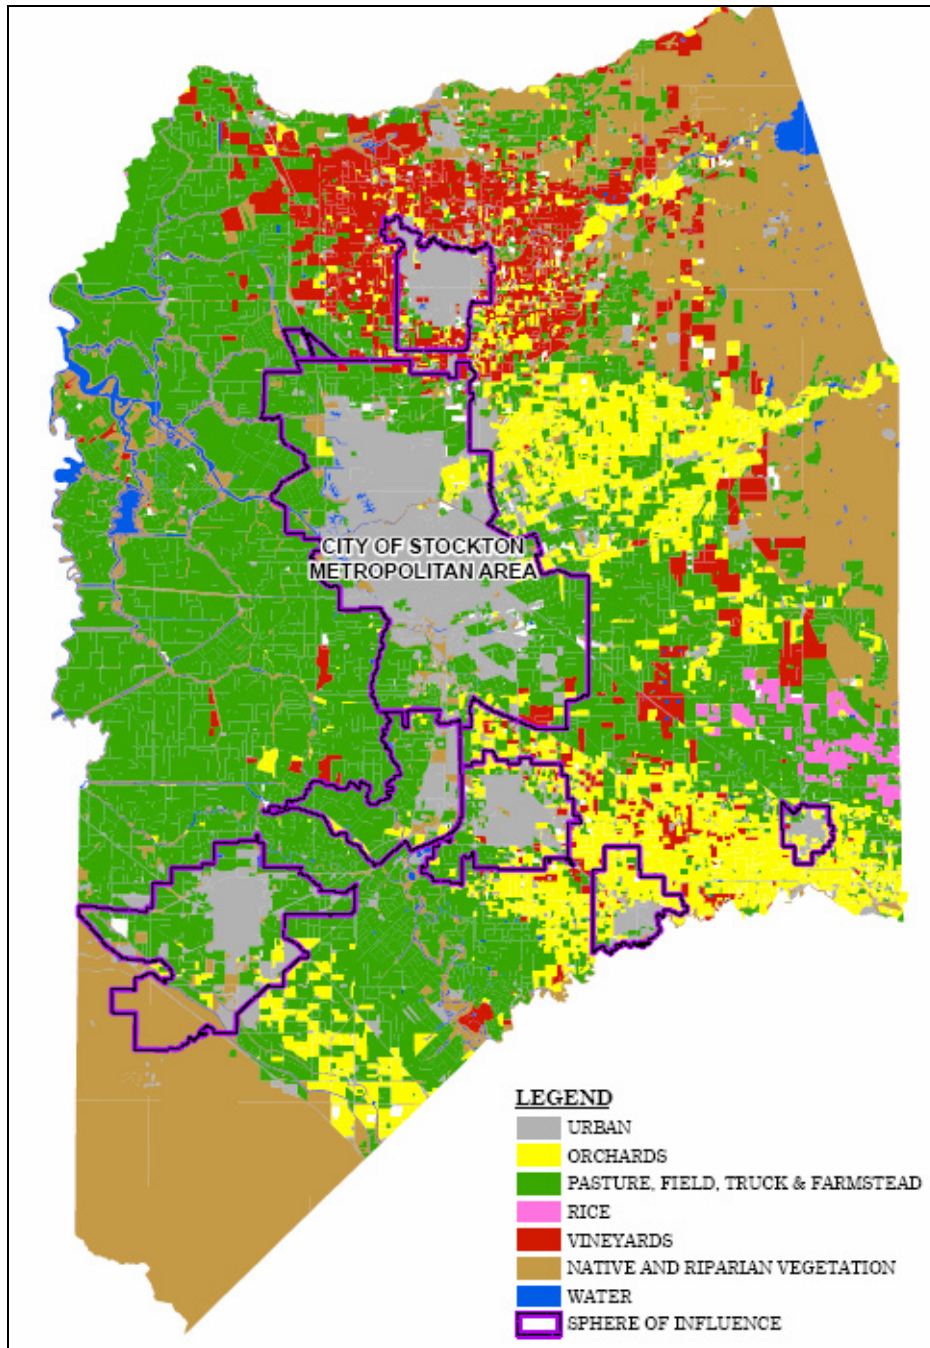 CITY OF STOCKTON
METROPOLITAN AREA
LEGEND
URBAN
ORCHARDS
PASTURE, FIELD, TRUCK & FARMSTEAD
RICE
VINEYARDS
NATIVE AND RIPARIAN VEGETATION
WATER
SPHERE OF INFLUENCE